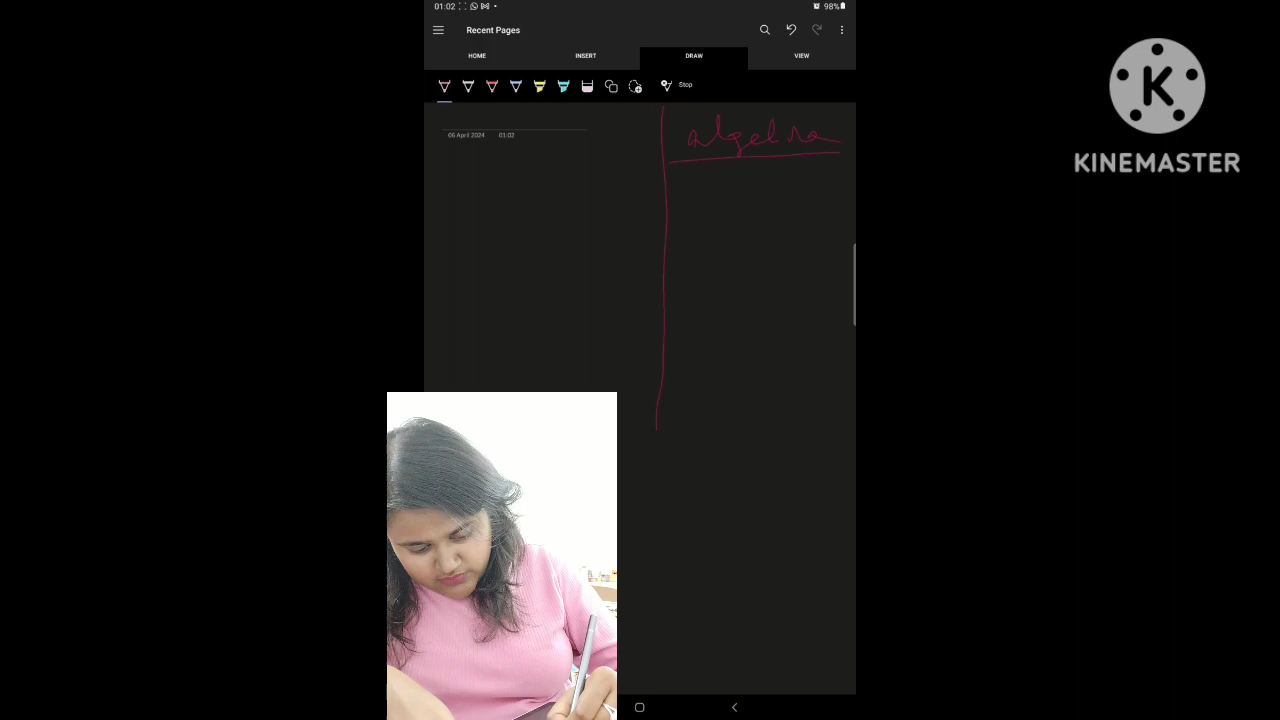 01:02 98%
Recent Pages
HOME INSERT DRAW VIEW
Stop
06 April 2024 01:02
algebra
K
KINEMASTER